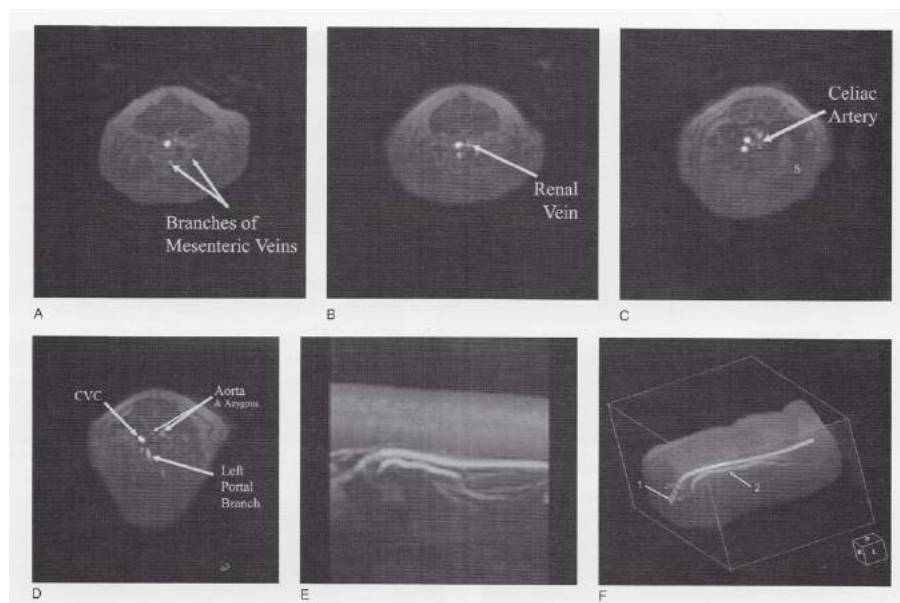 Branches of
Mesenteric Veins
A
Renal
Vein
B
Celiac
Artery
S
C
CVC
Aorta
& Azygous
Left
Portal
Branch
D
E
1
2
L
F